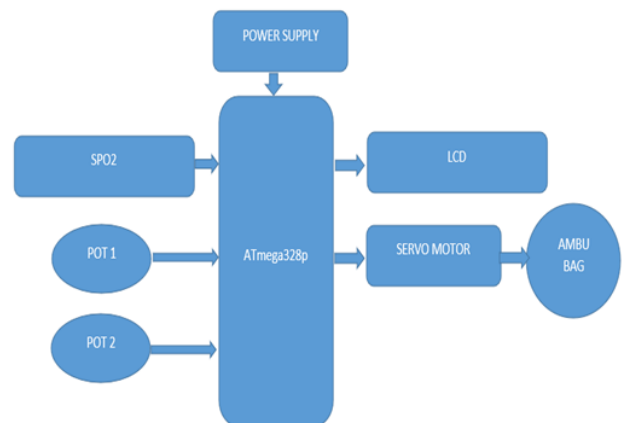 POWER SUPPLY
SPO2
LCD
POT 1
ATmega328p
SERVO MOTOR
AMBU
BAG
POT 2